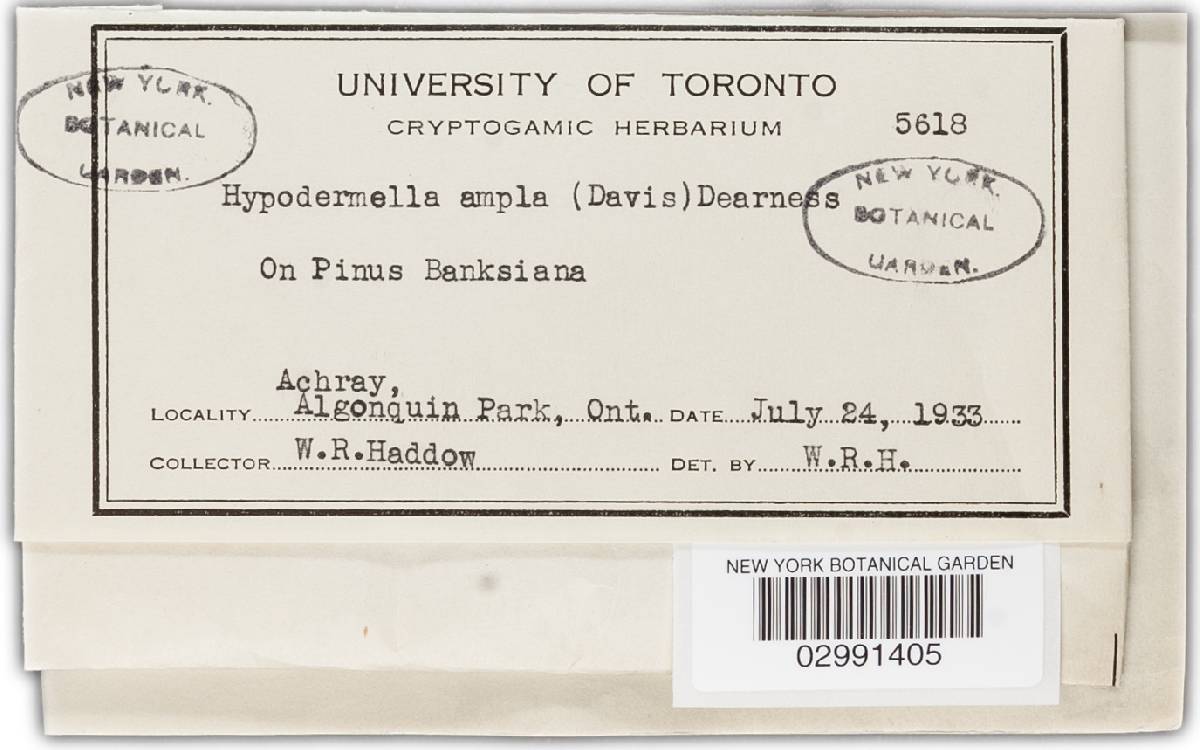 UNIVERSITY OF TORONTO
CRYPTOGAMIC HERBARIUM
5618
NEW YORK
BOTANICAL
GARDEN.
Hypodermella ampla (Davis)Dearness
NEW YORK.
BOTANICAL
GARDEN.
On Pinus Banksiana
Achray,
LOCALITY Algonquin Park, Ont. DATE July 24, 1933
COLLECTOR W.R.Haddow DET. BY W.R.H.
NEW YORK BOTANICAL GARDEN
02991405